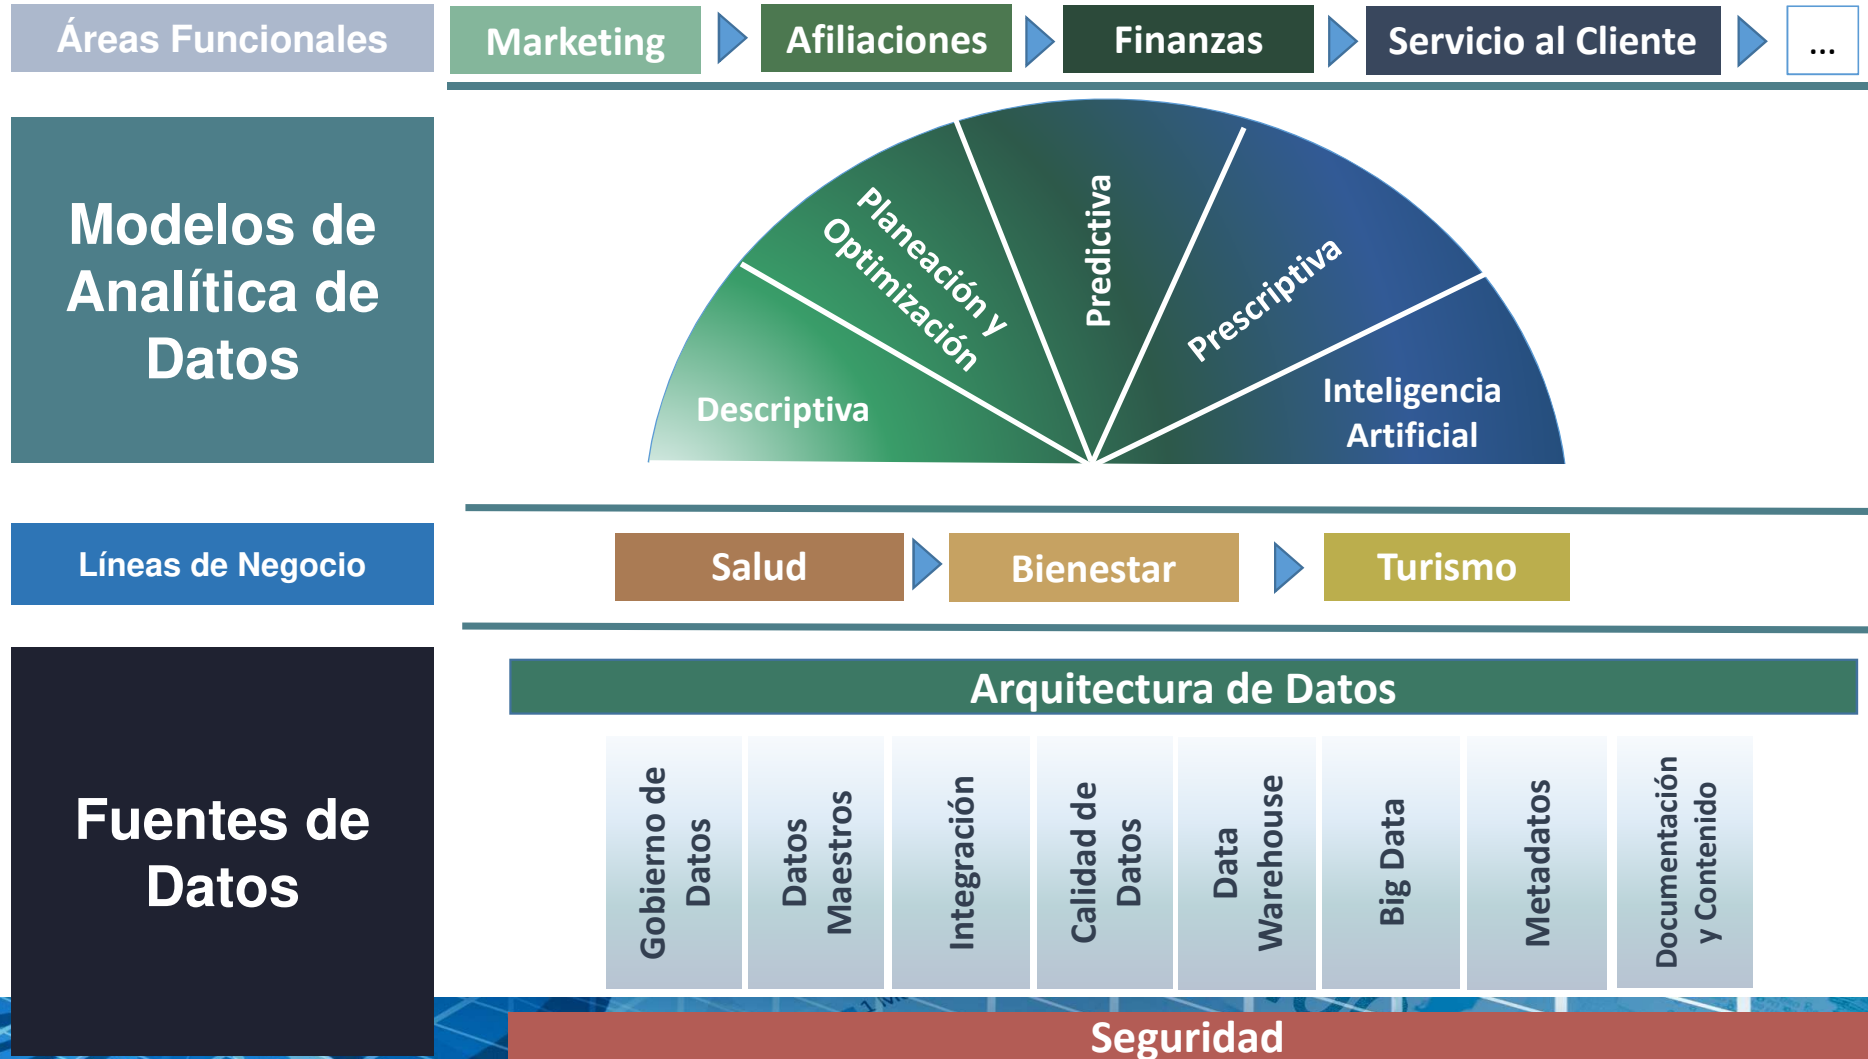 Áreas Funcionales
Marketing
Afiliaciones
Finanzas
Servicio al Cliente
...
Modelos de
Analítica de
Datos
Descriptiva
Planeación y
Optimización
Predictiva
Prescriptiva
Inteligencia
Artificial
Líneas de Negocio
Salud
Bienestar
Turismo
Fuentes de
Datos
Arquitectura de Datos
Gobierno de
Datos
Datos
Maestros
Integración
Calidad de
Datos
Data
Warehouse
Big Data
Metadatos
Documentación
y Contenido
Seguridad